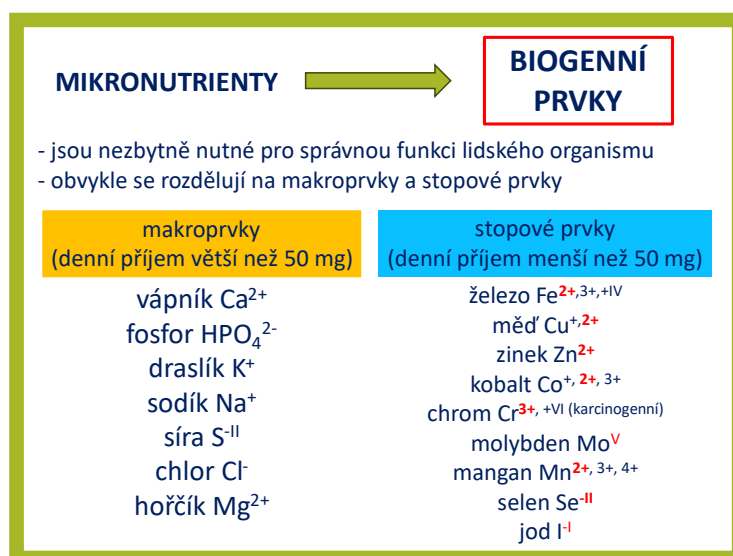 MIKRONUTRIENTY
BIOGENNÍ
PRVKY
- jsou nezbytně nutné pro správnou funkci lidského organismu
- obvykle se rozdělují na makroprvky a stopové prvky
makroprvky
(denní příjem větší než 50 mg)
vápník Ca²⁺
fosfor HPO₄²⁻
draslík K⁺
sodík Na⁺
síra S⁻ᴵᴵ
chlor Cl⁻
hořčík Mg²⁺
stopové prvky
(denní příjem menší než 50 mg)
železo Fe²⁺,³⁺,⁺ᴵⱽ
měď Cu⁺,²⁺
zinek Zn²⁺
kobalt Co⁺, ²⁺, ³⁺
chrom Cr³⁺, ⁺ⱽᴵ (karcinogenní)
molybden Moⱽ
mangan Mn²⁺, ³⁺, ⁴⁺
selen Se⁻ᴵᴵ
jod I⁻ᴵ